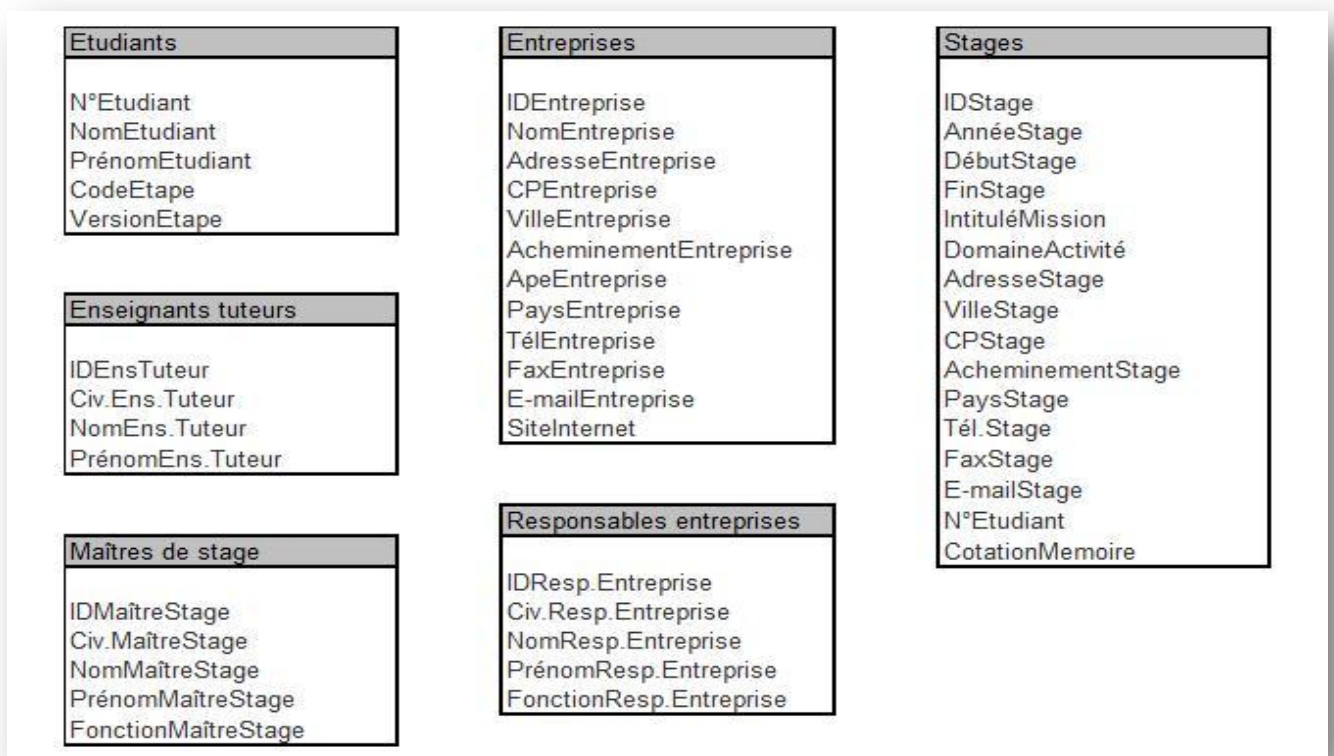 Etudiants
N°Etudiant
NomEtudiant
PrénomEtudiant
CodeEtape
VersionEtape
Enseignants tuteurs
IDEnsTuteur
Civ.Ens.Tuteur
NomEns.Tuteur
PrénomEns.Tuteur
Maîtres de stage
IDMaîtreStage
Civ.MaîtreStage
NomMaîtreStage
PrénomMaîtreStage
FonctionMaîtreStage
Entreprises
IDEntreprise
NomEntreprise
AdresseEntreprise
CPEntreprise
VilleEntreprise
AcheminementEntreprise
ApeEntreprise
PaysEntreprise
TélEntreprise
FaxEntreprise
E-mailEntreprise
SiteInternet
Responsables entreprises
IDResp.Entreprise
Civ.Resp.Entreprise
NomResp.Entreprise
PrénomResp.Entreprise
FonctionResp.Entreprise
Stages
IDStage
AnnéeStage
DébutStage
FinStage
IntituléMission
DomaineActivité
AdresseStage
VilleStage
CPStage
AcheminementStage
PaysStage
Tél.Stage
FaxStage
E-mailStage
N°Etudiant
CotationMemoire